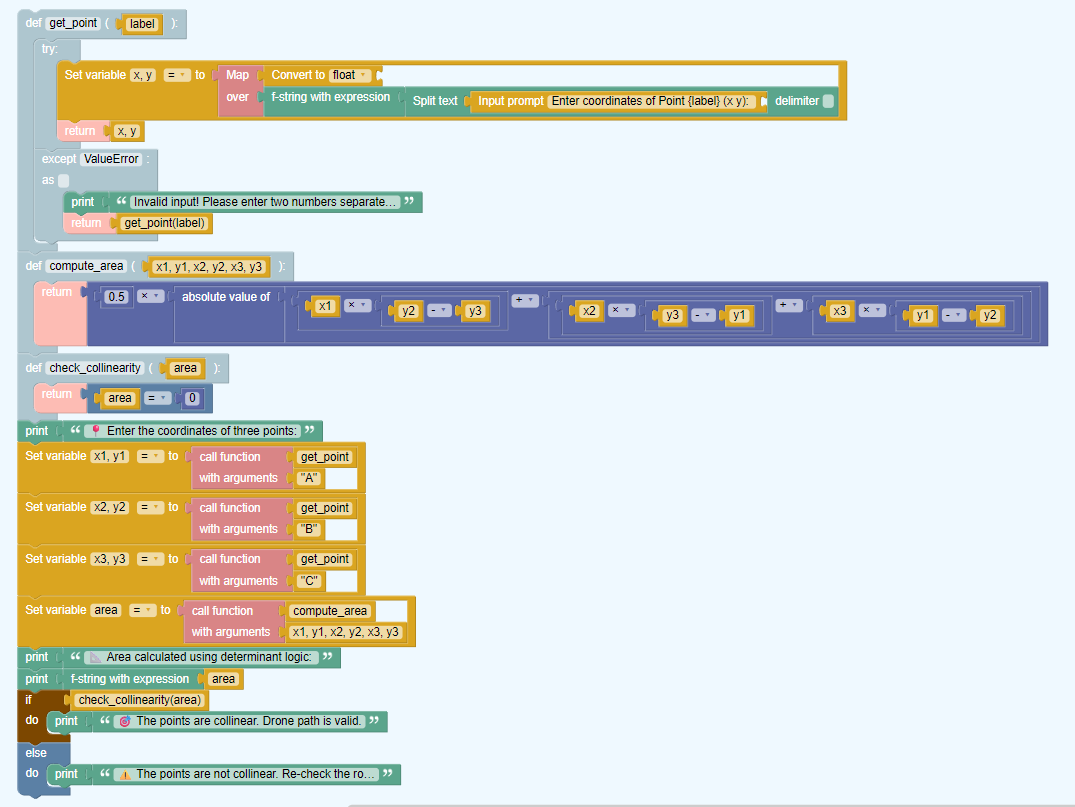 def get_point ( label ):
try:
Set variable x, y = to Map Convert to float
over f-string with expression Split text Input prompt Enter coordinates of Point {label} (x y): delimiter
return x, y
except ValueError :
as
print “ Invalid input! Please enter two numbers separate... ”
return get_point(label)
def compute_area ( x1, y1, x2, y2, x3, y3 ):
return 0.5 × absolute value of x1 × y2 - y3 + x2 × y3 - y1 + x3 × y1 - y2
def check_collinearity ( area ):
return area = 0
print “ 📍 Enter the coordinates of three points: ”
Set variable x1, y1 = to call function get_point
with arguments "A"
Set variable x2, y2 = to call function get_point
with arguments "B"
Set variable x3, y3 = to call function get_point
with arguments "C"
Set variable area = to call function compute_area
with arguments x1, y1, x2, y2, x3, y3
print “ 📐 Area calculated using determinant logic: ”
print f-string with expression area
if check_collinearity(area)
do print “ 🎯 The points are collinear. Drone path is valid. ”
else
do print “ ⚠️ The points are not collinear. Re-check the ro... ”